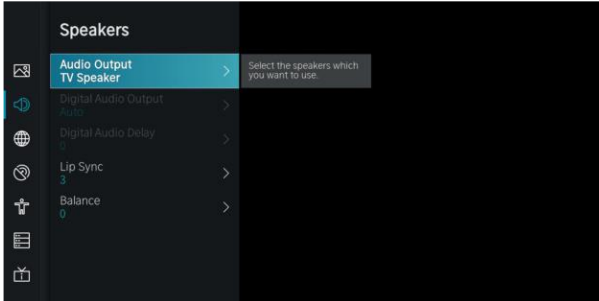 Speakers
Audio Output
TV Speaker
Select the speakers which
you want to use.
Digital Audio Output
Auto
Digital Audio Delay
0
Lip Sync
3
Balance
0